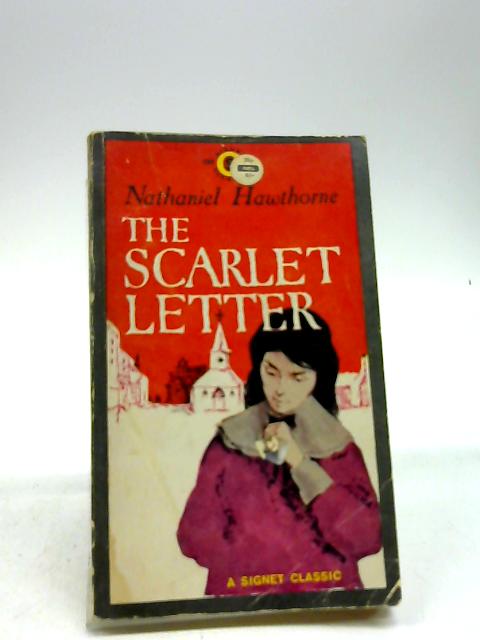 Nathaniel Hawthorne
THE
SCARLET
LETTER
A SIGNET CLASSIC